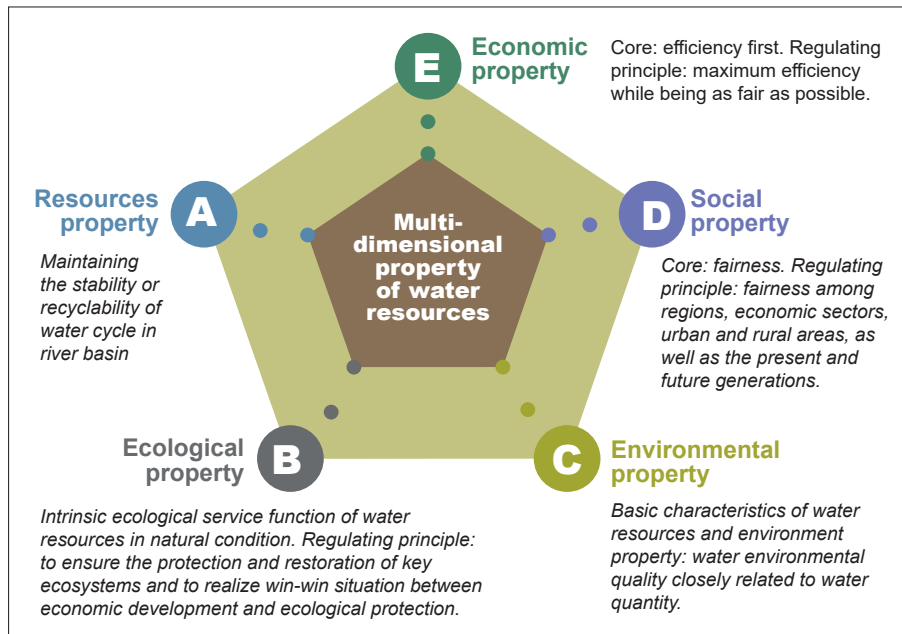 E
Economic
property
Core: efficiency first. Regulating
principle: maximum efficiency
while being as fair as possible.
A
Resources
property
Maintaining
the stability or
recyclability of
water cycle in
river basin
Multi-
dimensional
property
of water
resources
D
Social
property
Core: fairness. Regulating
principle: fairness among
regions, economic sectors,
urban and rural areas, as
well as the present and
future generations.
B
Ecological
property
Intrinsic ecological service function of water
resources in natural condition. Regulating principle:
to ensure the protection and restoration of key
ecosystems and to realize win-win situation between
economic development and ecological protection.
C
Environmental
property
Basic characteristics of water
resources and environment
property: water environmental
quality closely related to water
quantity.